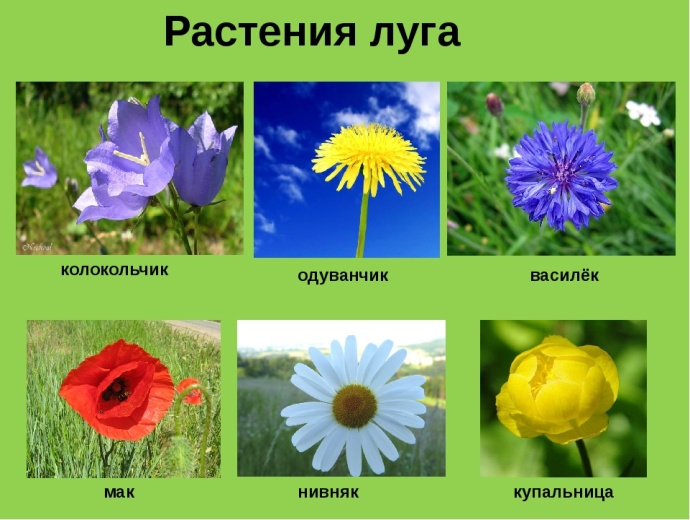 Растения луга
колокольчик
одуванчик
василёк
мак
нивняк
купальница